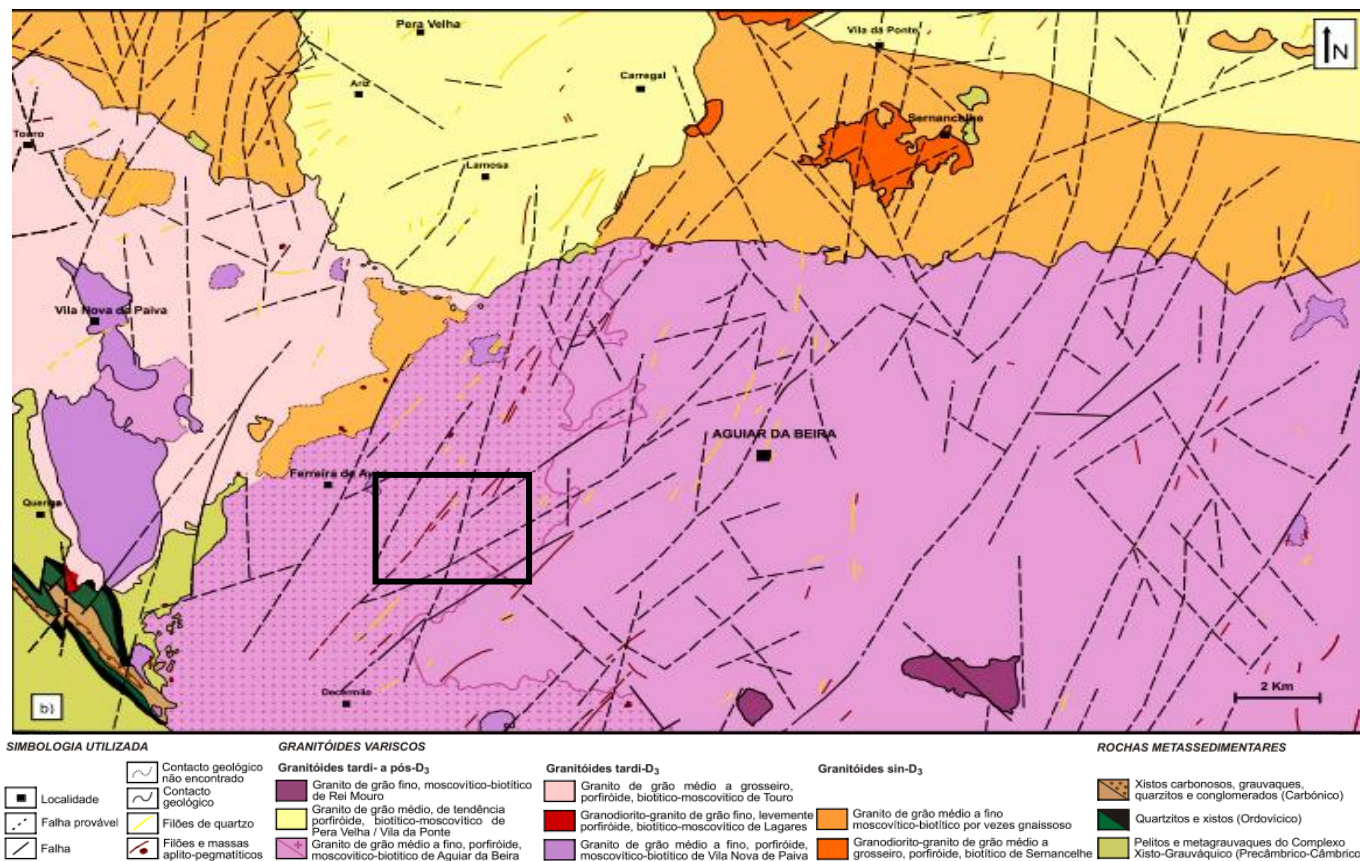 Pera Velha
Vila da Ponte
N
Ariz
Carregal
Touro
Sernancelhe
Lamosa
Vila Nova de Paiva
AGUIAR DA BEIRA
Ferreira de Aves
Queriga
Decermilo
2 Km
b)
SIMBOLOGIA UTILIZADA
Localidade
Falha provável
Falha
Contacto geológico
não encontrado
Contacto
geológico
Filões de quartzo
Filões e massas
aplito-pegmatíticos
GRANITÓIDES VARISCOS
Granitóides tardi- a pós-D₃
Granito de grão fino, moscovítico-biotítico
de Rei Mouro
Granito de grão médio, de tendência
porfiróide, biotítico-moscovítico de
Pera Velha / Vila da Ponte
Granito de grão médio a fino, porfiróide,
moscovítico-biotítico de Aguiar da Beira
Granitóides tardi-D₃
Granito de grão médio a grosseiro,
porfiróide, biotítico-moscovítico de Touro
Granodiorito-granito de grão fino, levemente
porfiróide, biotítico-moscovítico de Lagares
Granito de grão médio a fino, porfiróide,
moscovítico-biotítico de Vila Nova de Paiva
Granitóides sin-D₃
Granito de grão médio a fino
moscovítico-biotítico por vezes gnaissoso
Granodiorito-granito de grão médio a
grosseiro, porfiróide, biotítico de Sernancelhe
ROCHAS METASSEDIMENTARES
Xistos carbonosos, grauvaques,
quarzitos e conglomerados (Carbónico)
Quartzitos e xistos (Ordovícico)
Pelitos e metagrauvaques do Complexo
Xisto-Grauváquico (Precâmbrico-Câmbrico)